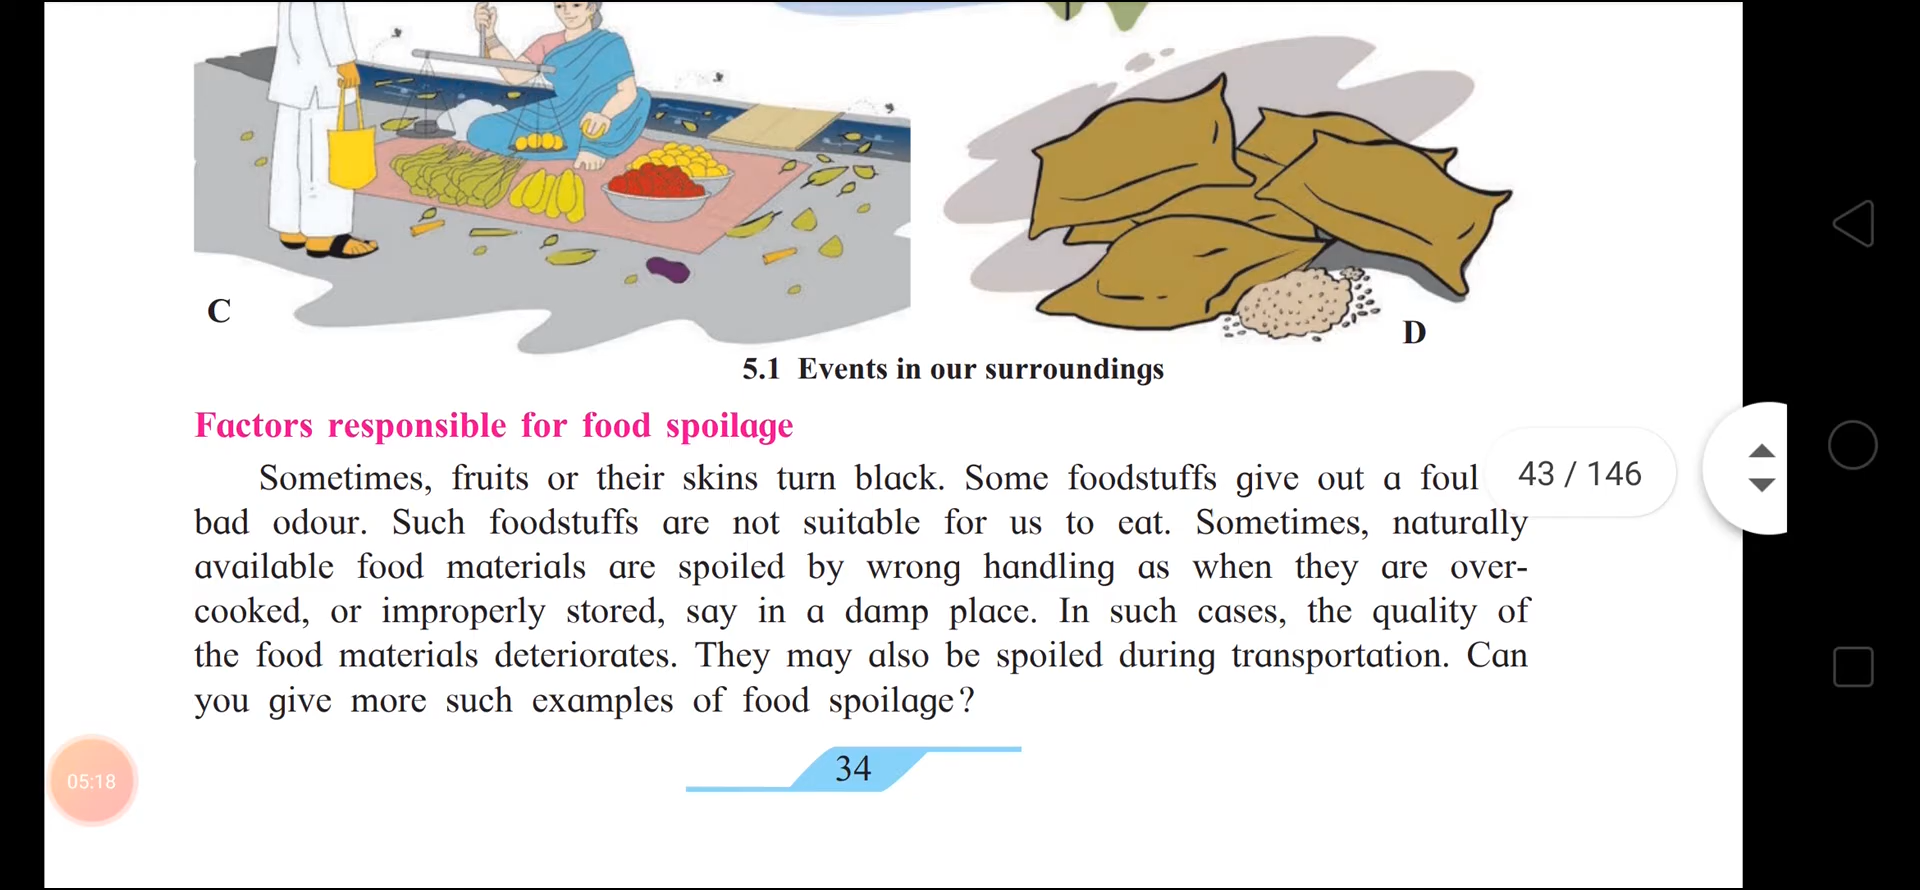 C
D
5.1 Events in our surroundings
Factors responsible for food spoilage
Sometimes, fruits or their skins turn black. Some foodstuffs give out a foul
43 / 146
bad odour. Such foodstuffs are not suitable for us to eat. Sometimes, naturally
available food materials are spoiled by wrong handling as when they are over-
cooked, or improperly stored, say in a damp place. In such cases, the quality of
the food materials deteriorates. They may also be spoiled during transportation. Can
you give more such examples of food spoilage?
34
05:18